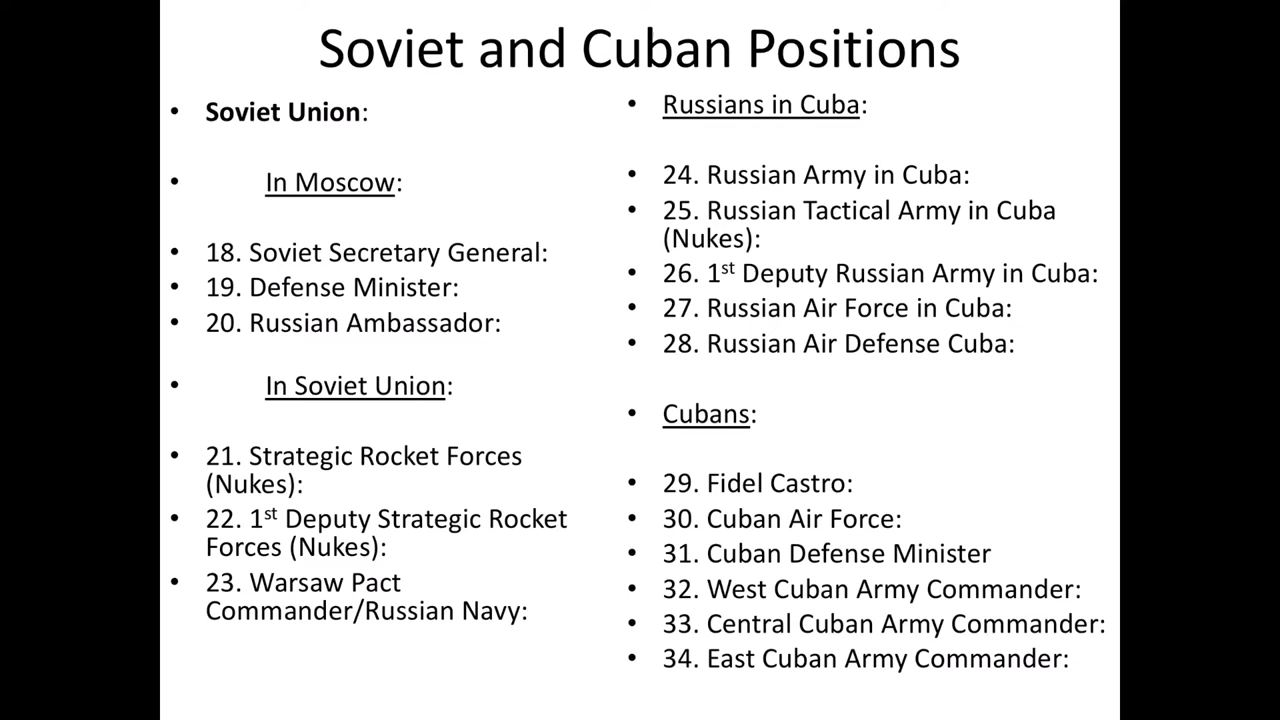 Soviet and Cuban Positions
• Soviet Union:
• In Moscow:
• 18. Soviet Secretary General:
• 19. Defense Minister:
• 20. Russian Ambassador:
• In Soviet Union:
• 21. Strategic Rocket Forces
(Nukes):
• 22. 1st Deputy Strategic Rocket
Forces (Nukes):
• 23. Warsaw Pact
Commander/Russian Navy:
• Russians in Cuba:
• 24. Russian Army in Cuba:
• 25. Russian Tactical Army in Cuba
(Nukes):
• 26. 1st Deputy Russian Army in Cuba:
• 27. Russian Air Force in Cuba:
• 28. Russian Air Defense Cuba:
• Cubans:
• 29. Fidel Castro:
• 30. Cuban Air Force:
• 31. Cuban Defense Minister
• 32. West Cuban Army Commander:
• 33. Central Cuban Army Commander:
• 34. East Cuban Army Commander: